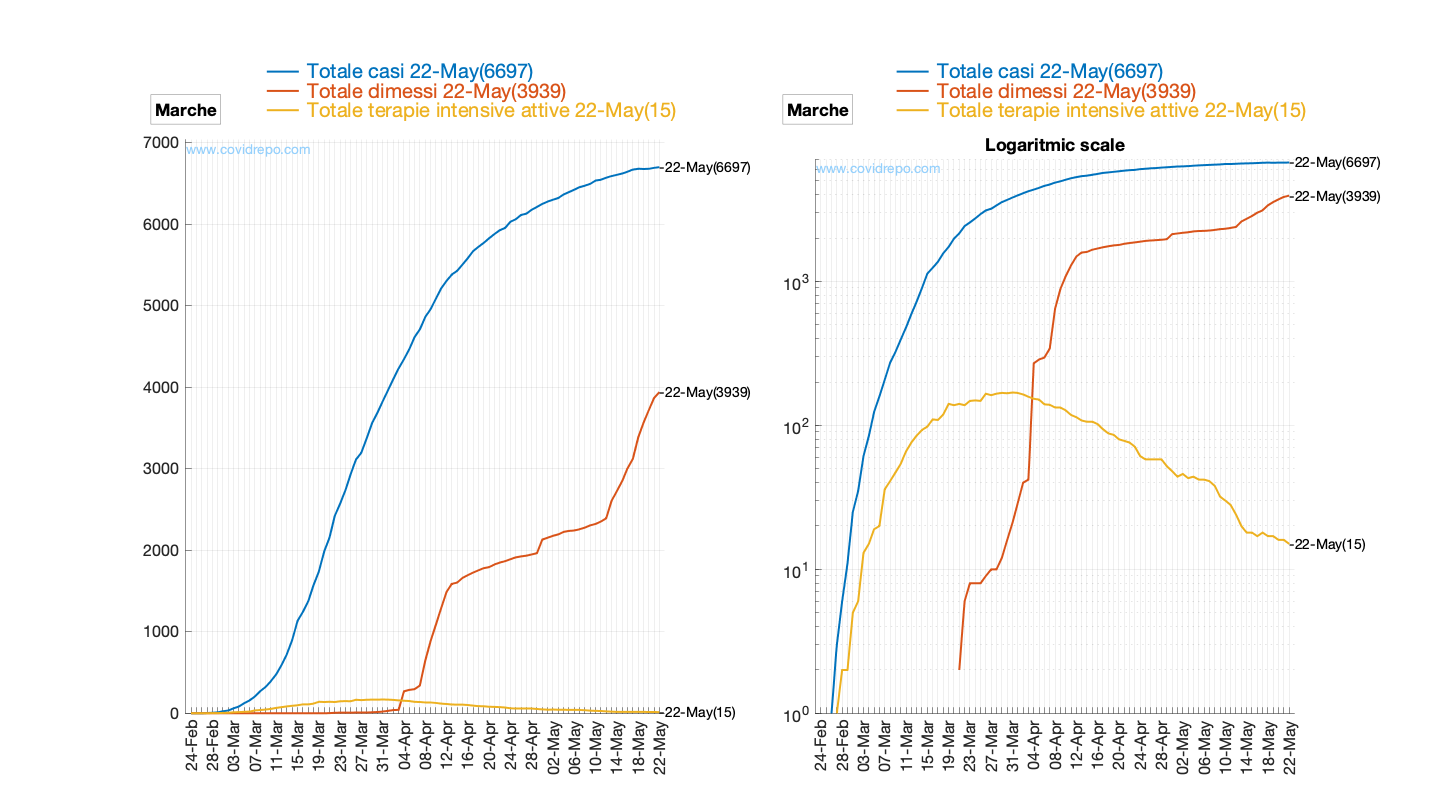 Totale casi 22-May(6697)
Totale dimessi 22-May(3939)
Totale terapie intensive attive 22-May(15)
Marche
www.covidrepo.com
7000
6000
5000
4000
3000
2000
1000
0
22-May(6697)
22-May(3939)
22-May(15)
24-Feb
28-Feb
03-Mar
07-Mar
11-Mar
15-Mar
19-Mar
23-Mar
27-Mar
31-Mar
04-Apr
08-Apr
12-Apr
16-Apr
20-Apr
24-Apr
28-Apr
02-May
06-May
10-May
14-May
18-May
22-May
Totale casi 22-May(6697)
Totale dimessi 22-May(3939)
Totale terapie intensive attive 22-May(15)
Marche
Logaritmic scale
www.covidrepo.com
10³
10²
10¹
10⁰
22-May(6697)
22-May(3939)
22-May(15)
24-Feb
28-Feb
03-Mar
07-Mar
11-Mar
15-Mar
19-Mar
23-Mar
27-Mar
31-Mar
04-Apr
08-Apr
12-Apr
16-Apr
20-Apr
24-Apr
28-Apr
02-May
06-May
10-May
14-May
18-May
22-May